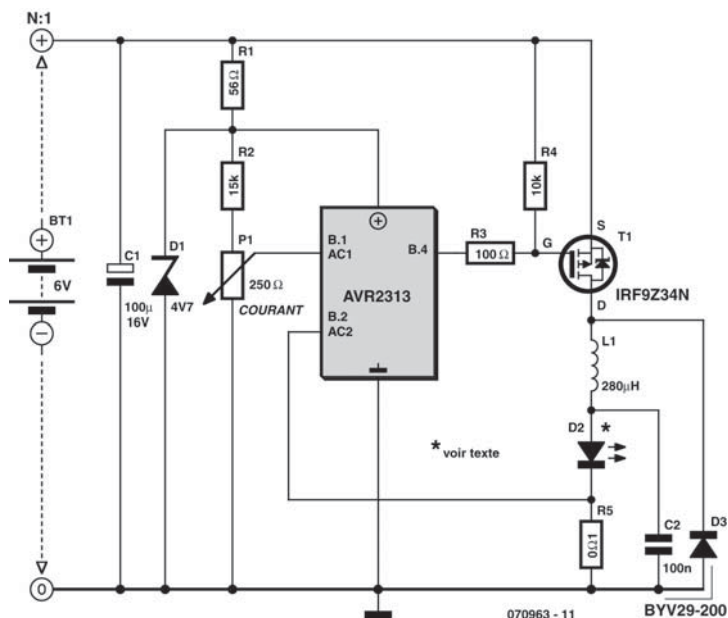 N:1
R1
56Ω
R2
15k
R4
10k
BT1
6V
C1
100µ
16V
D1
4V7
P1
250 Ω
COURANT
B.1
AC1
B.4
AVR2313
B.2
AC2
R3
100 Ω
G
S
T1
IRF9Z34N
D
L1
280µH
D2
*
* voir texte
R5
0Ω1
C2
100n
D3
BYV29-200
0
070963 - 11